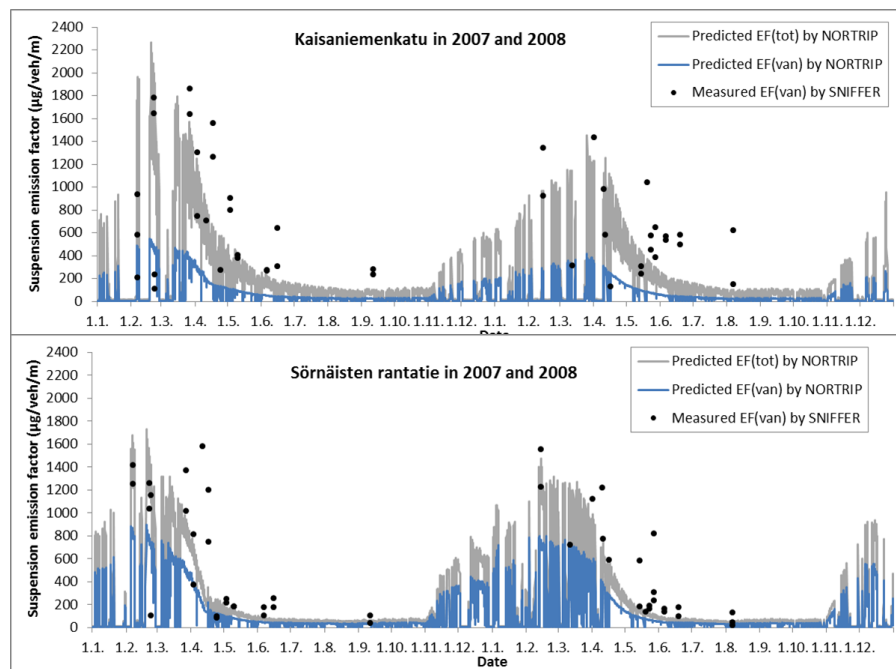 Kaisaniemenkatu in 2007 and 2008
Predicted EF(tot) by NORTRIP
Predicted EF(van) by NORTRIP
Measured EF(van) by SNIFFER
Suspension emission factor (µg/veh/m)
2400
2200
2000
1800
1600
1400
1200
1000
800
600
400
200
0
1.1. 1.2. 1.3. 1.4. 1.5. 1.6. 1.7. 1.8. 1.9. 1.10. 1.11. 1.12. 1.1. 1.2. 1.3. 1.4. 1.5. 1.6. 1.7. 1.8. 1.9. 1.10. 1.11. 1.12.
Date
Sörnäisten rantatie in 2007 and 2008
Predicted EF(tot) by NORTRIP
Predicted EF(van) by NORTRIP
Measured EF(van) by SNIFFER
Suspension emission factor (µg/veh/m)
2400
2200
2000
1800
1600
1400
1200
1000
800
600
400
200
0
1.1. 1.2. 1.3. 1.4. 1.5. 1.6. 1.7. 1.8. 1.9. 1.10. 1.11. 1.12. 1.1. 1.2. 1.3. 1.4. 1.5. 1.6. 1.7. 1.8. 1.9. 1.10. 1.11. 1.12.
Date